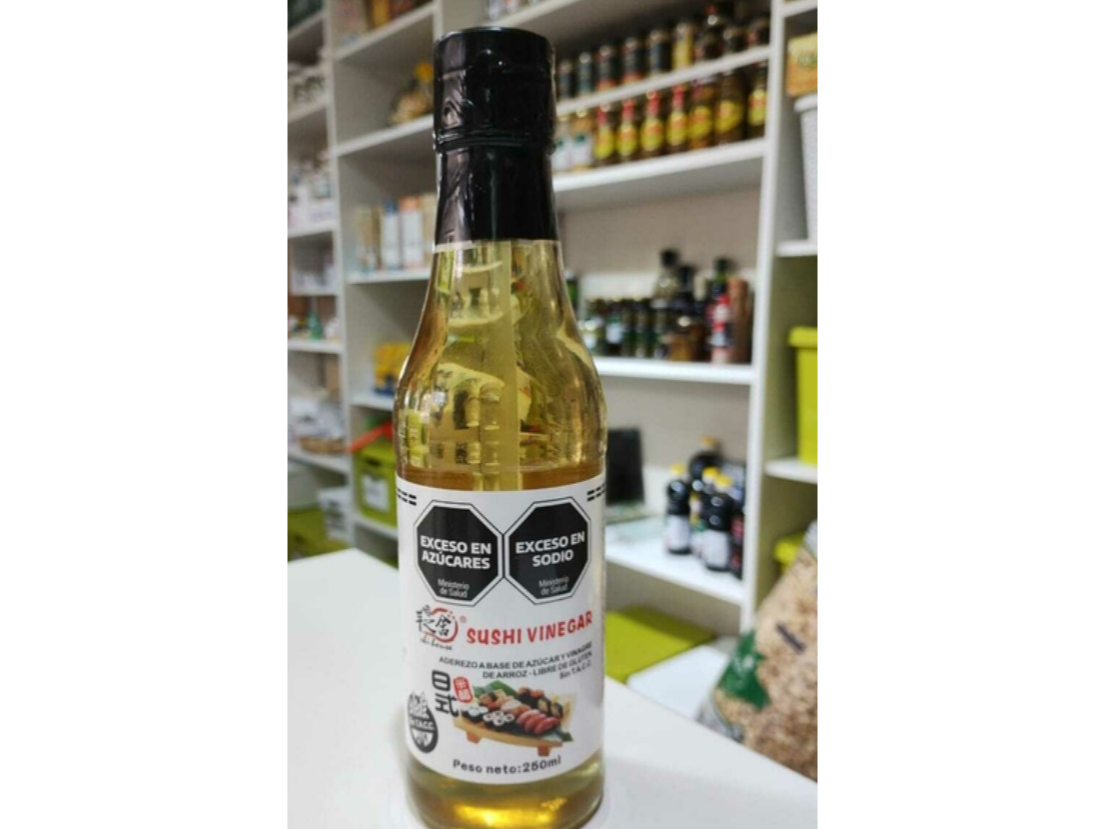 EXCESO EN
AZÚCARES
Ministerio
de Salud
EXCESO EN
SODIO
Ministerio
de Salud
SUSHI VINEGAR
ADEREZO A BASE DE AZÚCAR Y VINAGRE
DE ARROZ - LIBRE DE GLUTEN
Sin T.A.C.C.
日式
Peso neto:250ml